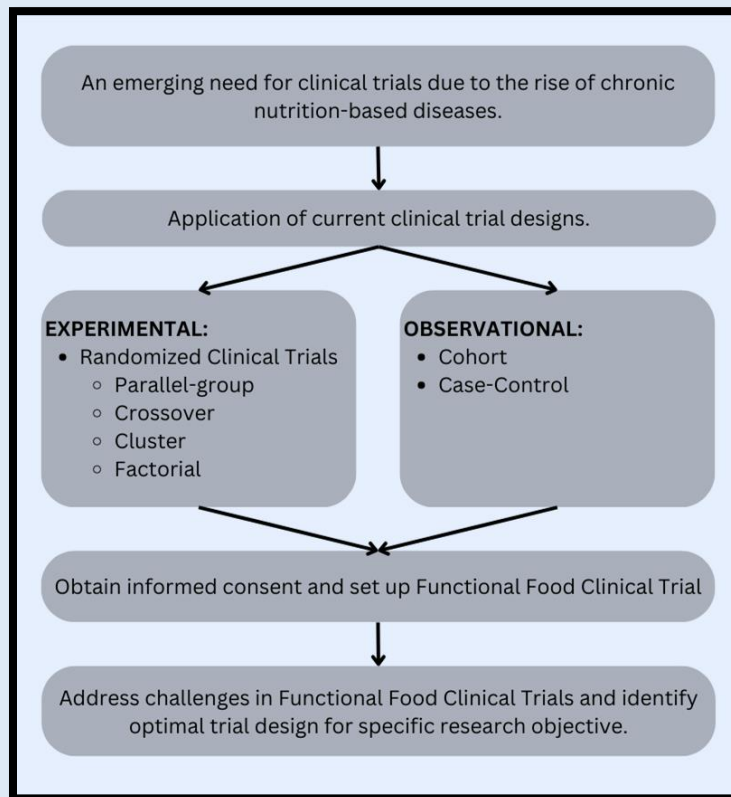 An emerging need for clinical trials due to the rise of chronic
nutrition-based diseases.
Application of current clinical trial designs.
EXPERIMENTAL:
• Randomized Clinical Trials
◦ Parallel-group
◦ Crossover
◦ Cluster
◦ Factorial
OBSERVATIONAL:
• Cohort
• Case-Control
Obtain informed consent and set up Functional Food Clinical Trial
Address challenges in Functional Food Clinical Trials and identify
optimal trial design for specific research objective.